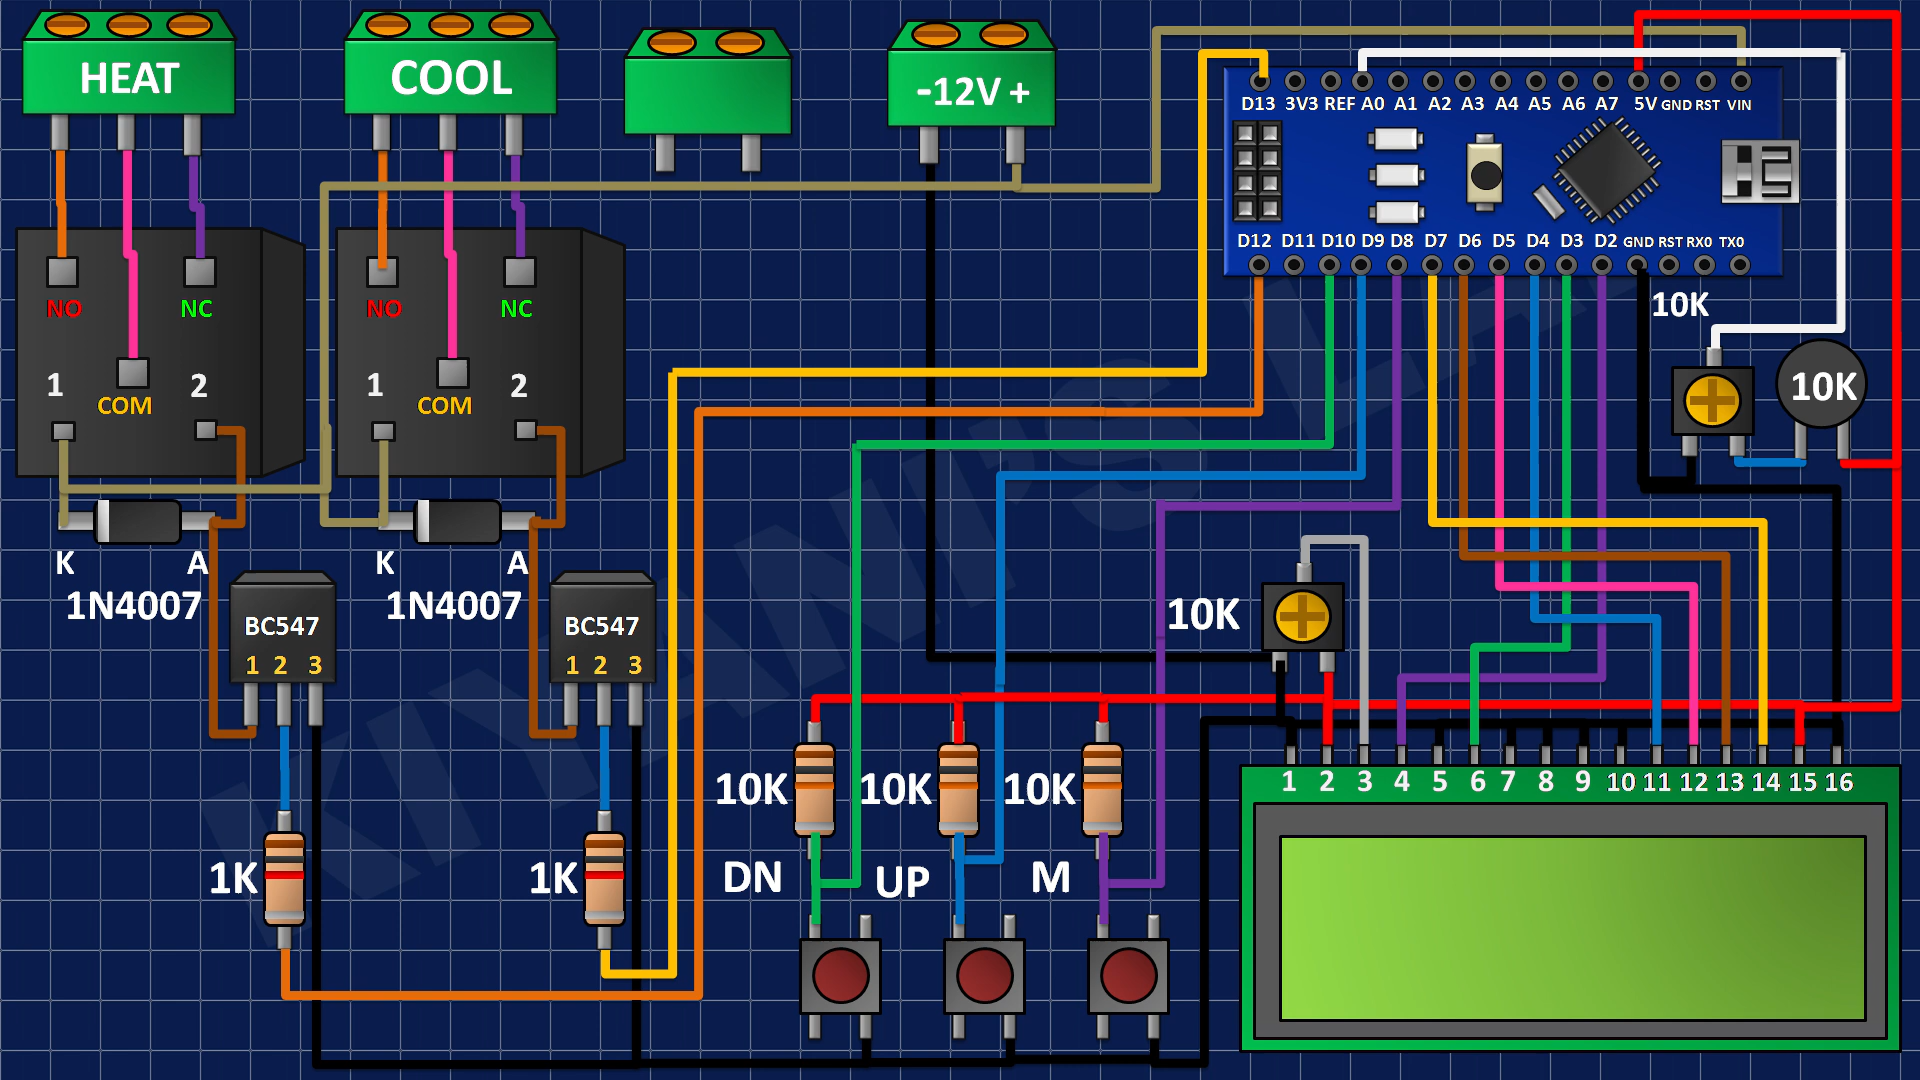 HEAT
COOL
-12V +
D13 3V3 REF A0 A1 A2 A3 A4 A5 A6 A7 5V GND RST VIN
D12 D11 D10 D9 D8 D7 D6 D5 D4 D3 D2 GND RST RX0 TX0
NO NC
NO NC
10K
1 2
COM
1 2
COM
10K
K A
K A
1N4007
1N4007
10K
BC547
1 2 3
BC547
1 2 3
10K
10K
10K
1 2 3 4 5 6 7 8 9 10 11 12 13 14 15 16
1K
1K
DN
UP
M
KIYANI'S LA